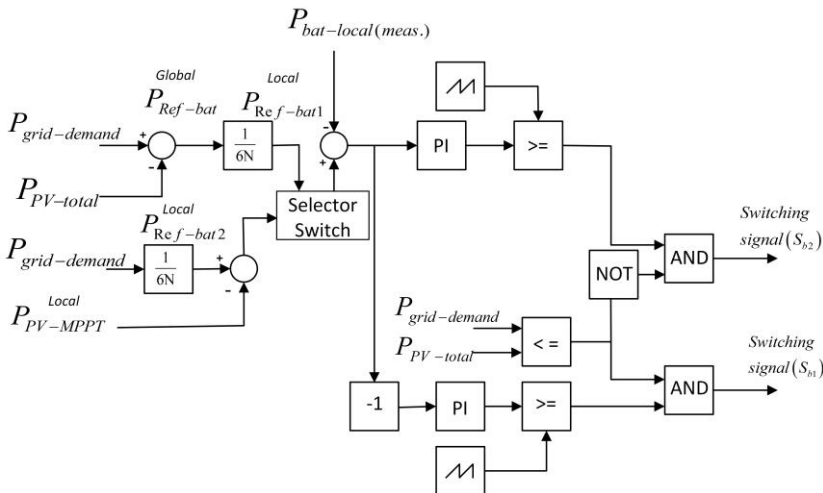 P_bat-local(meas.)
Global
P_Ref-bat
Local
P_Ref-bat1
P_grid-demand
+
-
1/6N
-
+
PI
>=
P_PV-total
Selector
Switch
Local
P_Ref-bat2
P_grid-demand
1/6N
+
-
Local
P_PV-MPPT
Switching
signal(S_b2)
AND
NOT
P_grid-demand
P_PV-total
< =
Switching
signal(S_b1)
AND
-1
PI
>=